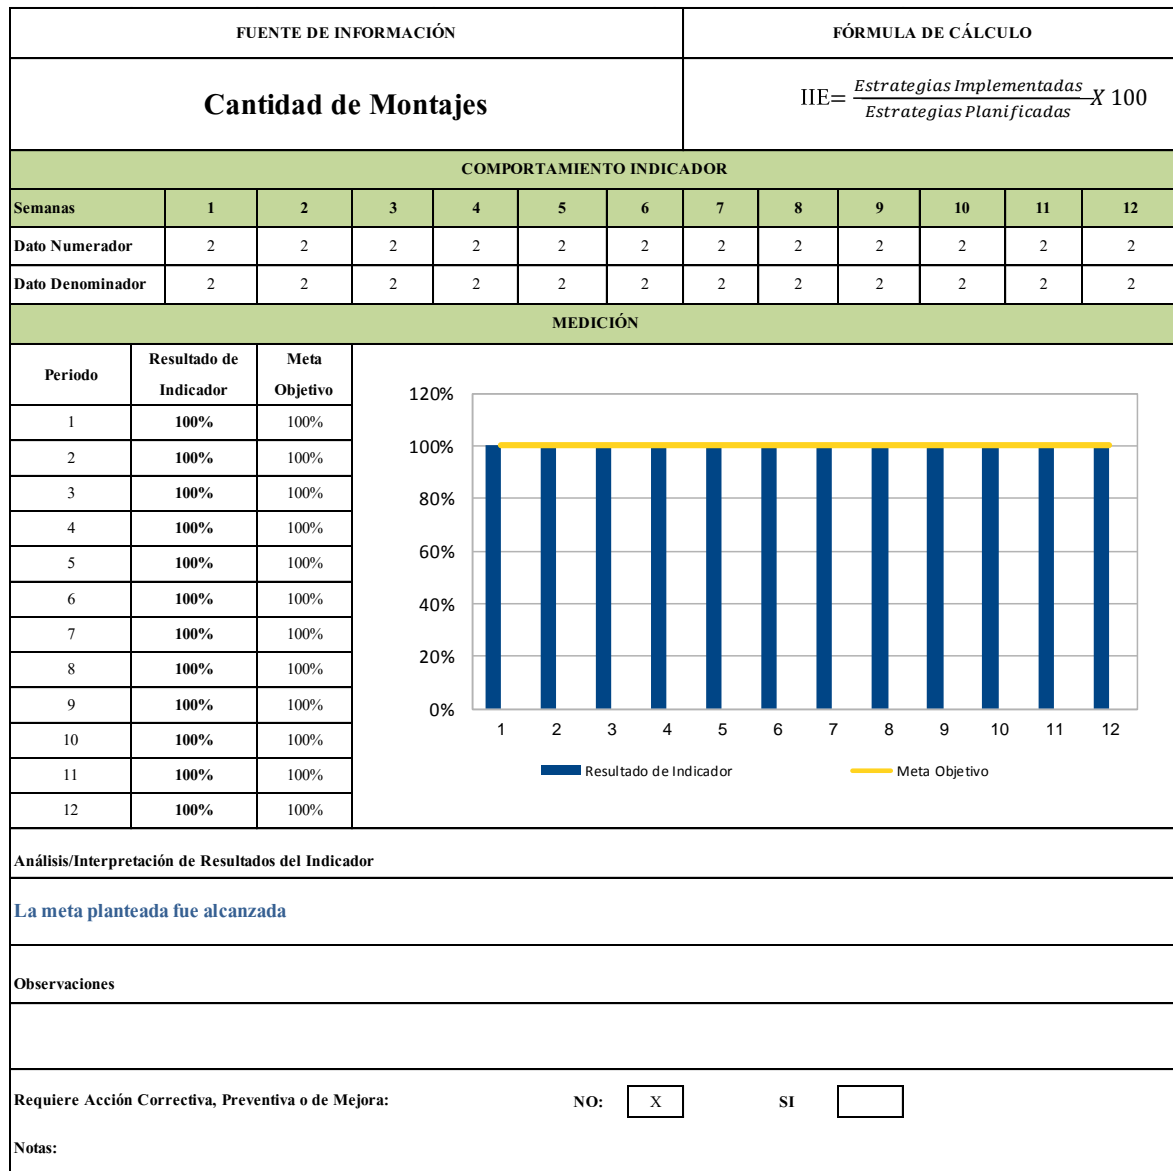 FUENTE DE INFORMACIÓN
FÓRMULA DE CÁLCULO
Cantidad de Montajes
IIE= Estrategias Implementadas / Estrategias Planificadas X 100
COMPORTAMIENTO INDICADOR
Semanas 1 2 3 4 5 6 7 8 9 10 11 12
Dato Numerador 2 2 2 2 2 2 2 2 2 2 2 2
Dato Denominador 2 2 2 2 2 2 2 2 2 2 2 2
MEDICIÓN
Periodo Resultado de Indicador Meta Objetivo
1 100% 100%
2 100% 100%
3 100% 100%
4 100% 100%
5 100% 100%
6 100% 100%
7 100% 100%
8 100% 100%
9 100% 100%
10 100% 100%
11 100% 100%
12 100% 100%
120%
100%
80%
60%
40%
20%
0%
1 2 3 4 5 6 7 8 9 10 11 12
Resultado de Indicador Meta Objetivo
Análisis/Interpretación de Resultados del Indicador
La meta planteada fue alcanzada
Observaciones
Requiere Acción Correctiva, Preventiva o de Mejora: NO: X SI
Notas: